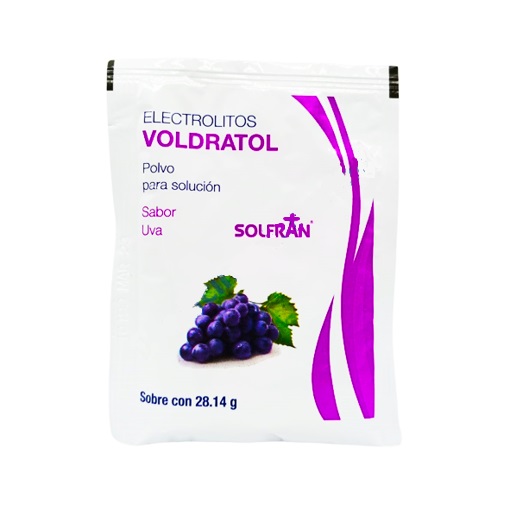 ELECTROLITOS
VOLDRATOL
Polvo
para solución
Sabor
Uva
SOLFRAN®
Sobre con 28.14 g